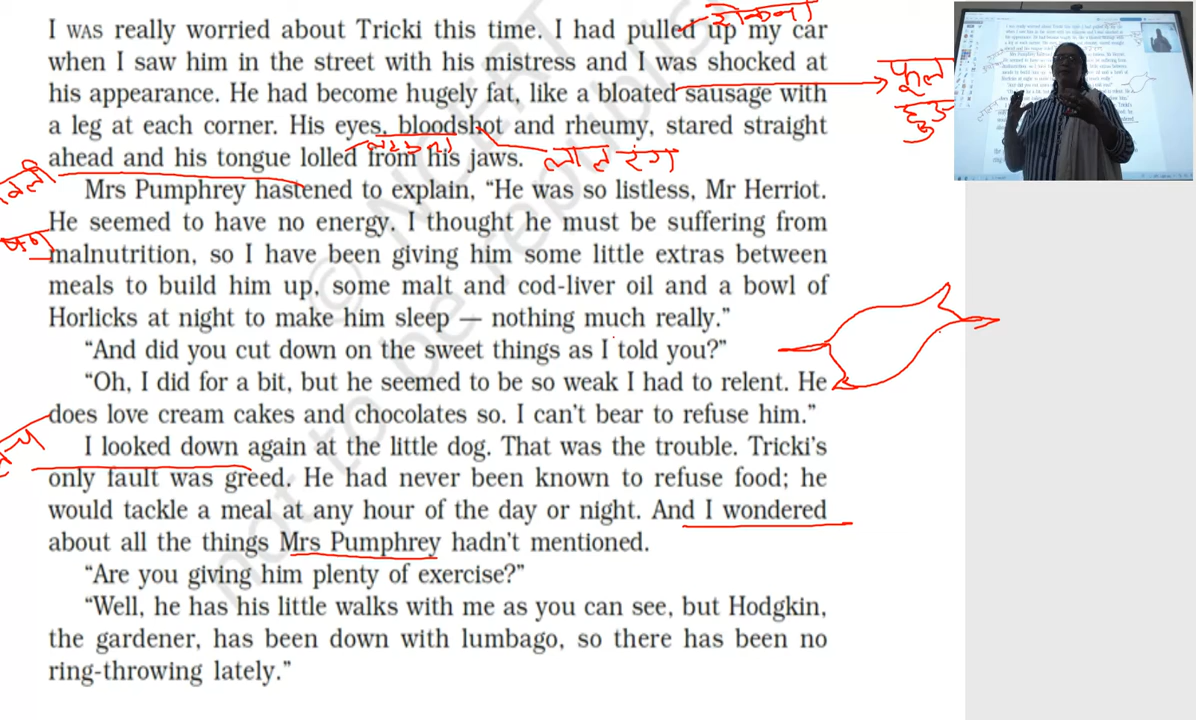 I WAS really worried about Tricki this time. I had pulled up my car
रोकना
when I saw him in the street with his mistress and I was shocked at
his appearance. He had become hugely fat, like a bloated sausage with
फूला
हुआ
a leg at each corner. His eyes, bloodshot and rheumy, stared straight
ahead and his tongue lolled from his jaws.
लटकना
लाल रंग
Mrs Pumphrey hastened to explain, “He was so listless, Mr Herriot.
He seemed to have no energy. I thought he must be suffering from
malnutrition, so I have been giving him some little extras between
meals to build him up, some malt and cod-liver oil and a bowl of
Horlicks at night to make him sleep — nothing much really.”
“And did you cut down on the sweet things as I told you?”
“Oh, I did for a bit, but he seemed to be so weak I had to relent. He
does love cream cakes and chocolates so. I can't bear to refuse him.”
I looked down again at the little dog. That was the trouble. Tricki's
only fault was greed. He had never been known to refuse food; he
would tackle a meal at any hour of the day or night. And I wondered
about all the things Mrs Pumphrey hadn't mentioned.
“Are you giving him plenty of exercise?”
“Well, he has his little walks with me as you can see, but Hodgkin,
the gardener, has been down with lumbago, so there has been no
ring-throwing lately.”
© NCERT
not to be republished